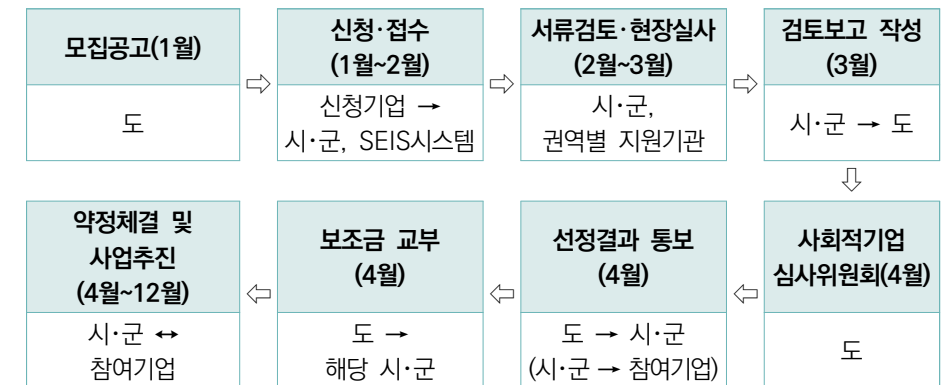 모집공고(1월)
도
⇨
신청·접수
(1월~2월)
신청기업 →
시·군, SEIS시스템
⇨
서류검토·현장실사
(2월~3월)
시·군,
권역별 지원기관
⇨
검토보고 작성
(3월)
시·군 → 도
⇩
사회적기업
심사위원회(4월)
도
⇦
선정결과 통보
(4월)
도 → 시·군
(시·군 → 참여기업)
⇦
보조금 교부
(4월)
도 →
해당 시·군
⇦
약정체결 및
사업추진
(4월~12월)
시·군 ↔
참여기업